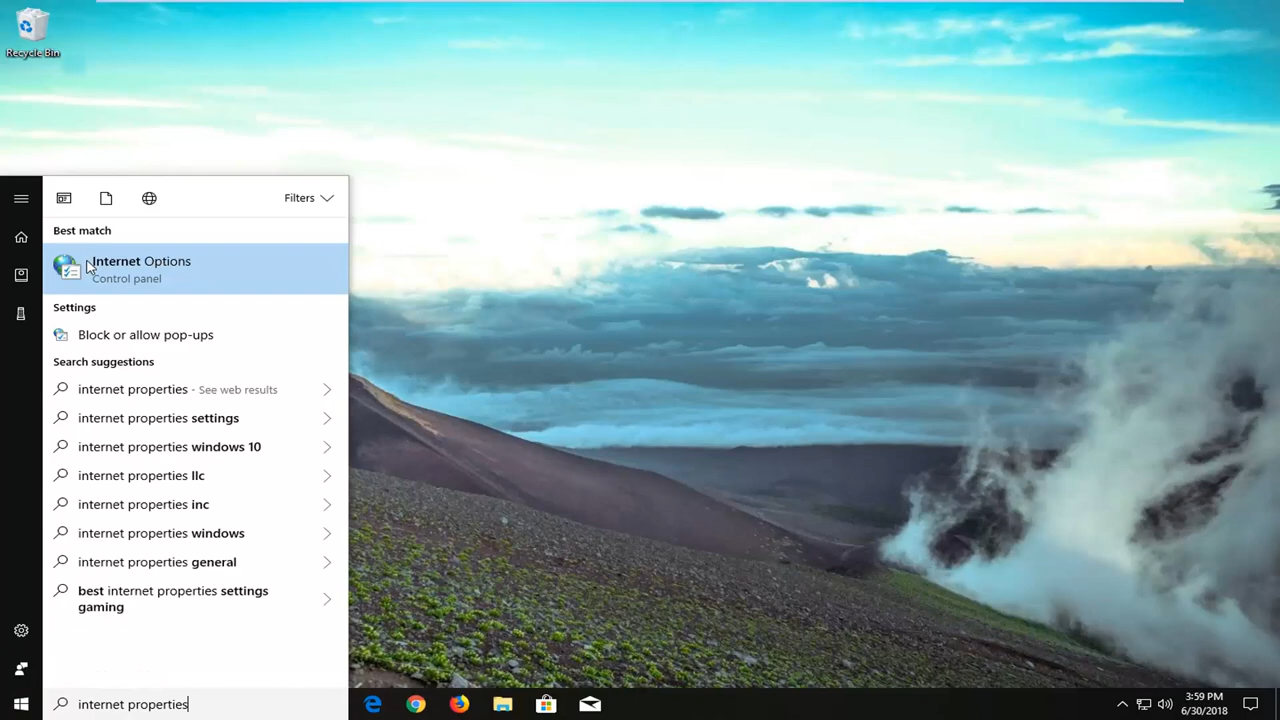 Recycle Bin
Filters
Best match
Internet Options
Control panel
Settings
Block or allow pop-ups
Search suggestions
internet properties - See web results
internet properties settings
internet properties windows 10
internet properties llc
internet properties inc
internet properties windows
internet properties general
best internet properties settings
gaming
internet properties
3:59 PM
6/30/2018